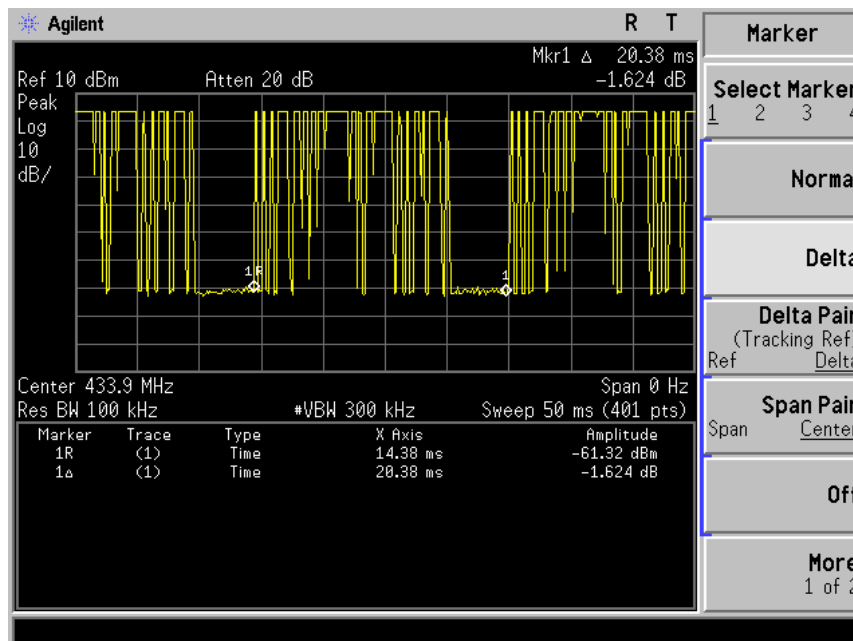 Agilent R T
Mkr1 Δ 20.38 ms
Ref 10 dBm Atten 20 dB -1.624 dB
Peak
Log
10
dB/
1R
1
Center 433.9 MHz Span 0 Hz
Res BW 100 kHz #VBW 300 kHz Sweep 50 ms (401 pts)
Marker Trace Type X Axis Amplitude
1R (1) Time 14.38 ms -61.32 dBm
1Δ (1) Time 20.38 ms -1.624 dB
Marker
Select Marker
1 2 3 4
Norma
Delta
Delta Pair
(Tracking Ref)
Ref Delta
Span Pair
Span Center
Off
More
1 of 2